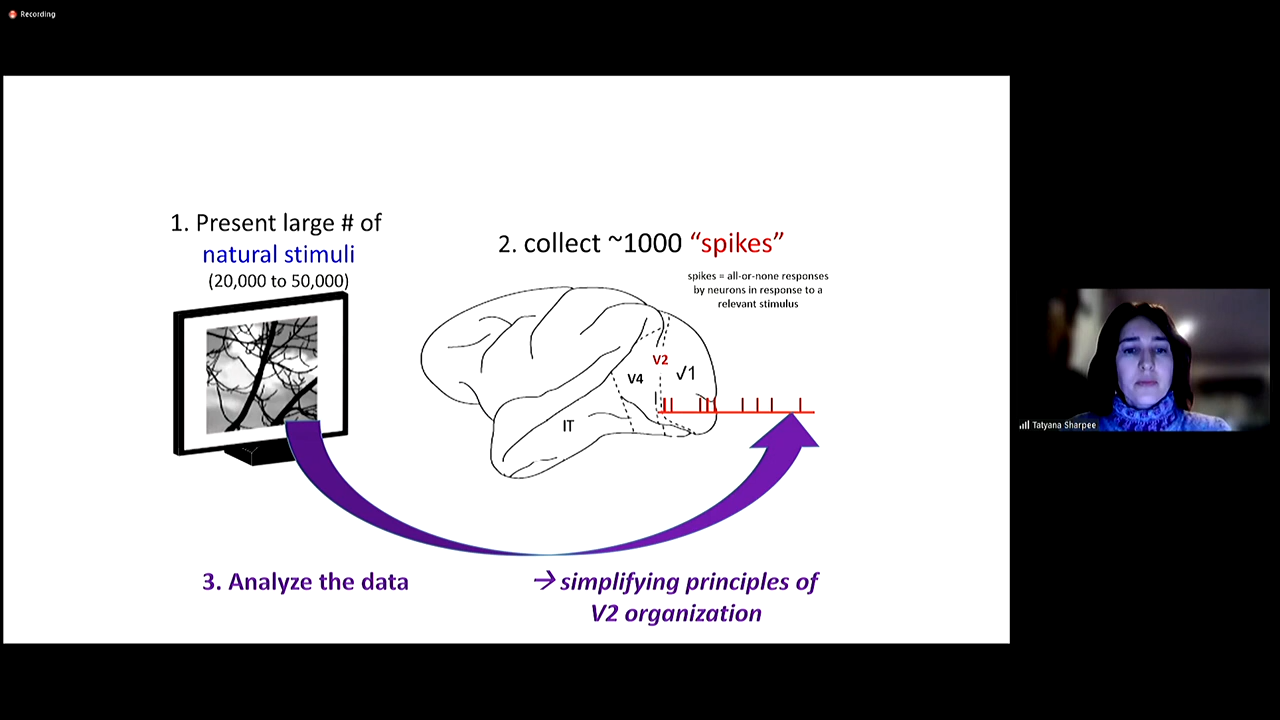 Recording
1. Present large # of
natural stimuli
(20,000 to 50,000)
2. collect ~1000 “spikes”
spikes = all-or-none responses
by neurons in response to a
relevant stimulus
V2
V4
V1
IT
Tatyana Sharpee
3. Analyze the data
→ simplifying principles of
V2 organization